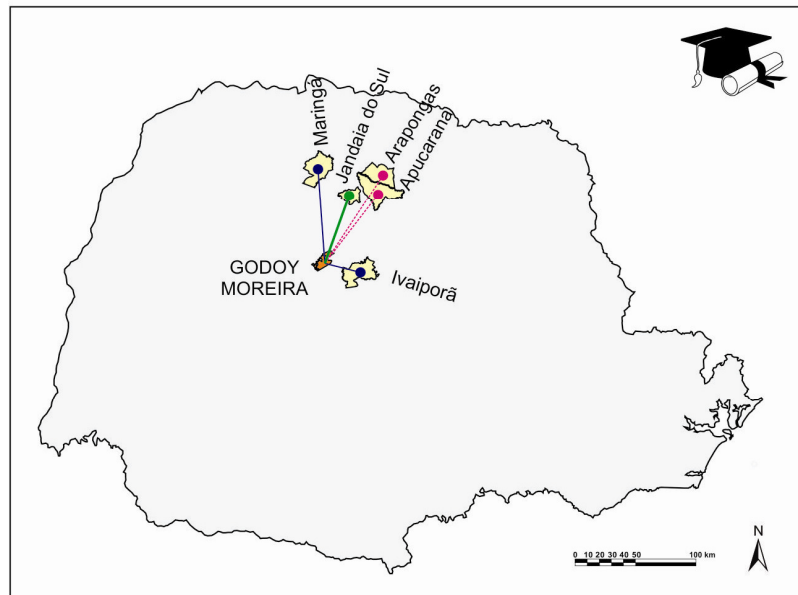 Maringá
Jandaia do Sul
Arapongas
Apucarana
GODOY
MOREIRA
Ivaiporã
N
0 10 20 30 40 50 100 km